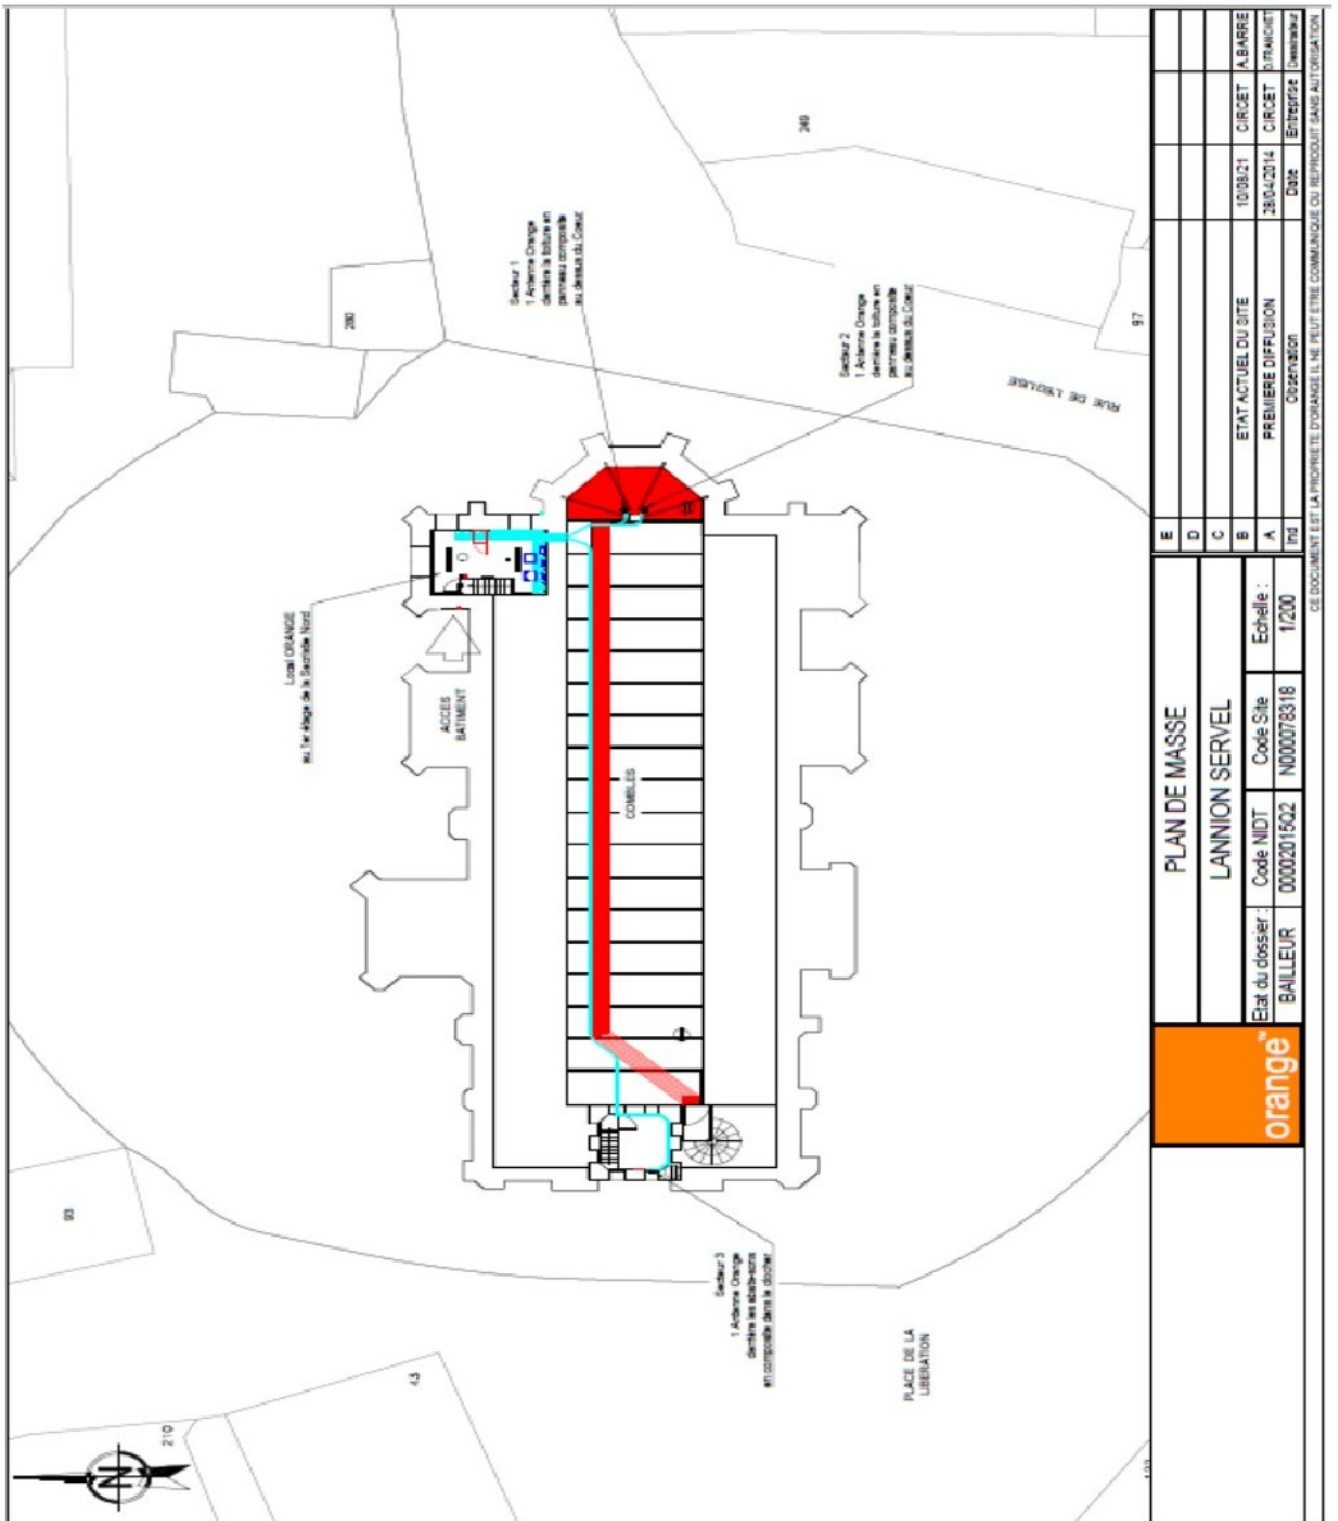 249
Secteur 1
1 Antenne Orange
derrière la toiture en
panneau composite
au dessus du Coeur
280
Secteur 2
1 Antenne Orange
derrière la toiture en
panneau composite
au dessus du Coeur
97
RUE DE L'EGLISE
Local ORANGE
au 1er étage de la Sacristie Nord
ACCES
BATIMENT
COMBLES
93
Secteur 3
1 Antenne Orange
derrière les abats-sons
en composite dans le clocher
PLACE DE LA
LIBERATION
43
210
N
orange™
PLAN DE MASSE
LANNION SERVEL
Etat du dossier : Code NIDT Code Site Echelle :
BAILLEUR 00002015Q2 N00078318 1/200
E
D
C
B ETAT ACTUEL DU SITE 10/08/21 CIRCET A.BARRE
A PREMIERE DIFFUSION 28/04/2014 CIRCET D.FRANCHET
Ind Observation Date Entreprise Dessinateur
CE DOCUMENT EST LA PROPRIETE D'ORANGE IL NE PEUT ETRE COMMUNIQUE OU REPRODUIT SANS AUTORISATION